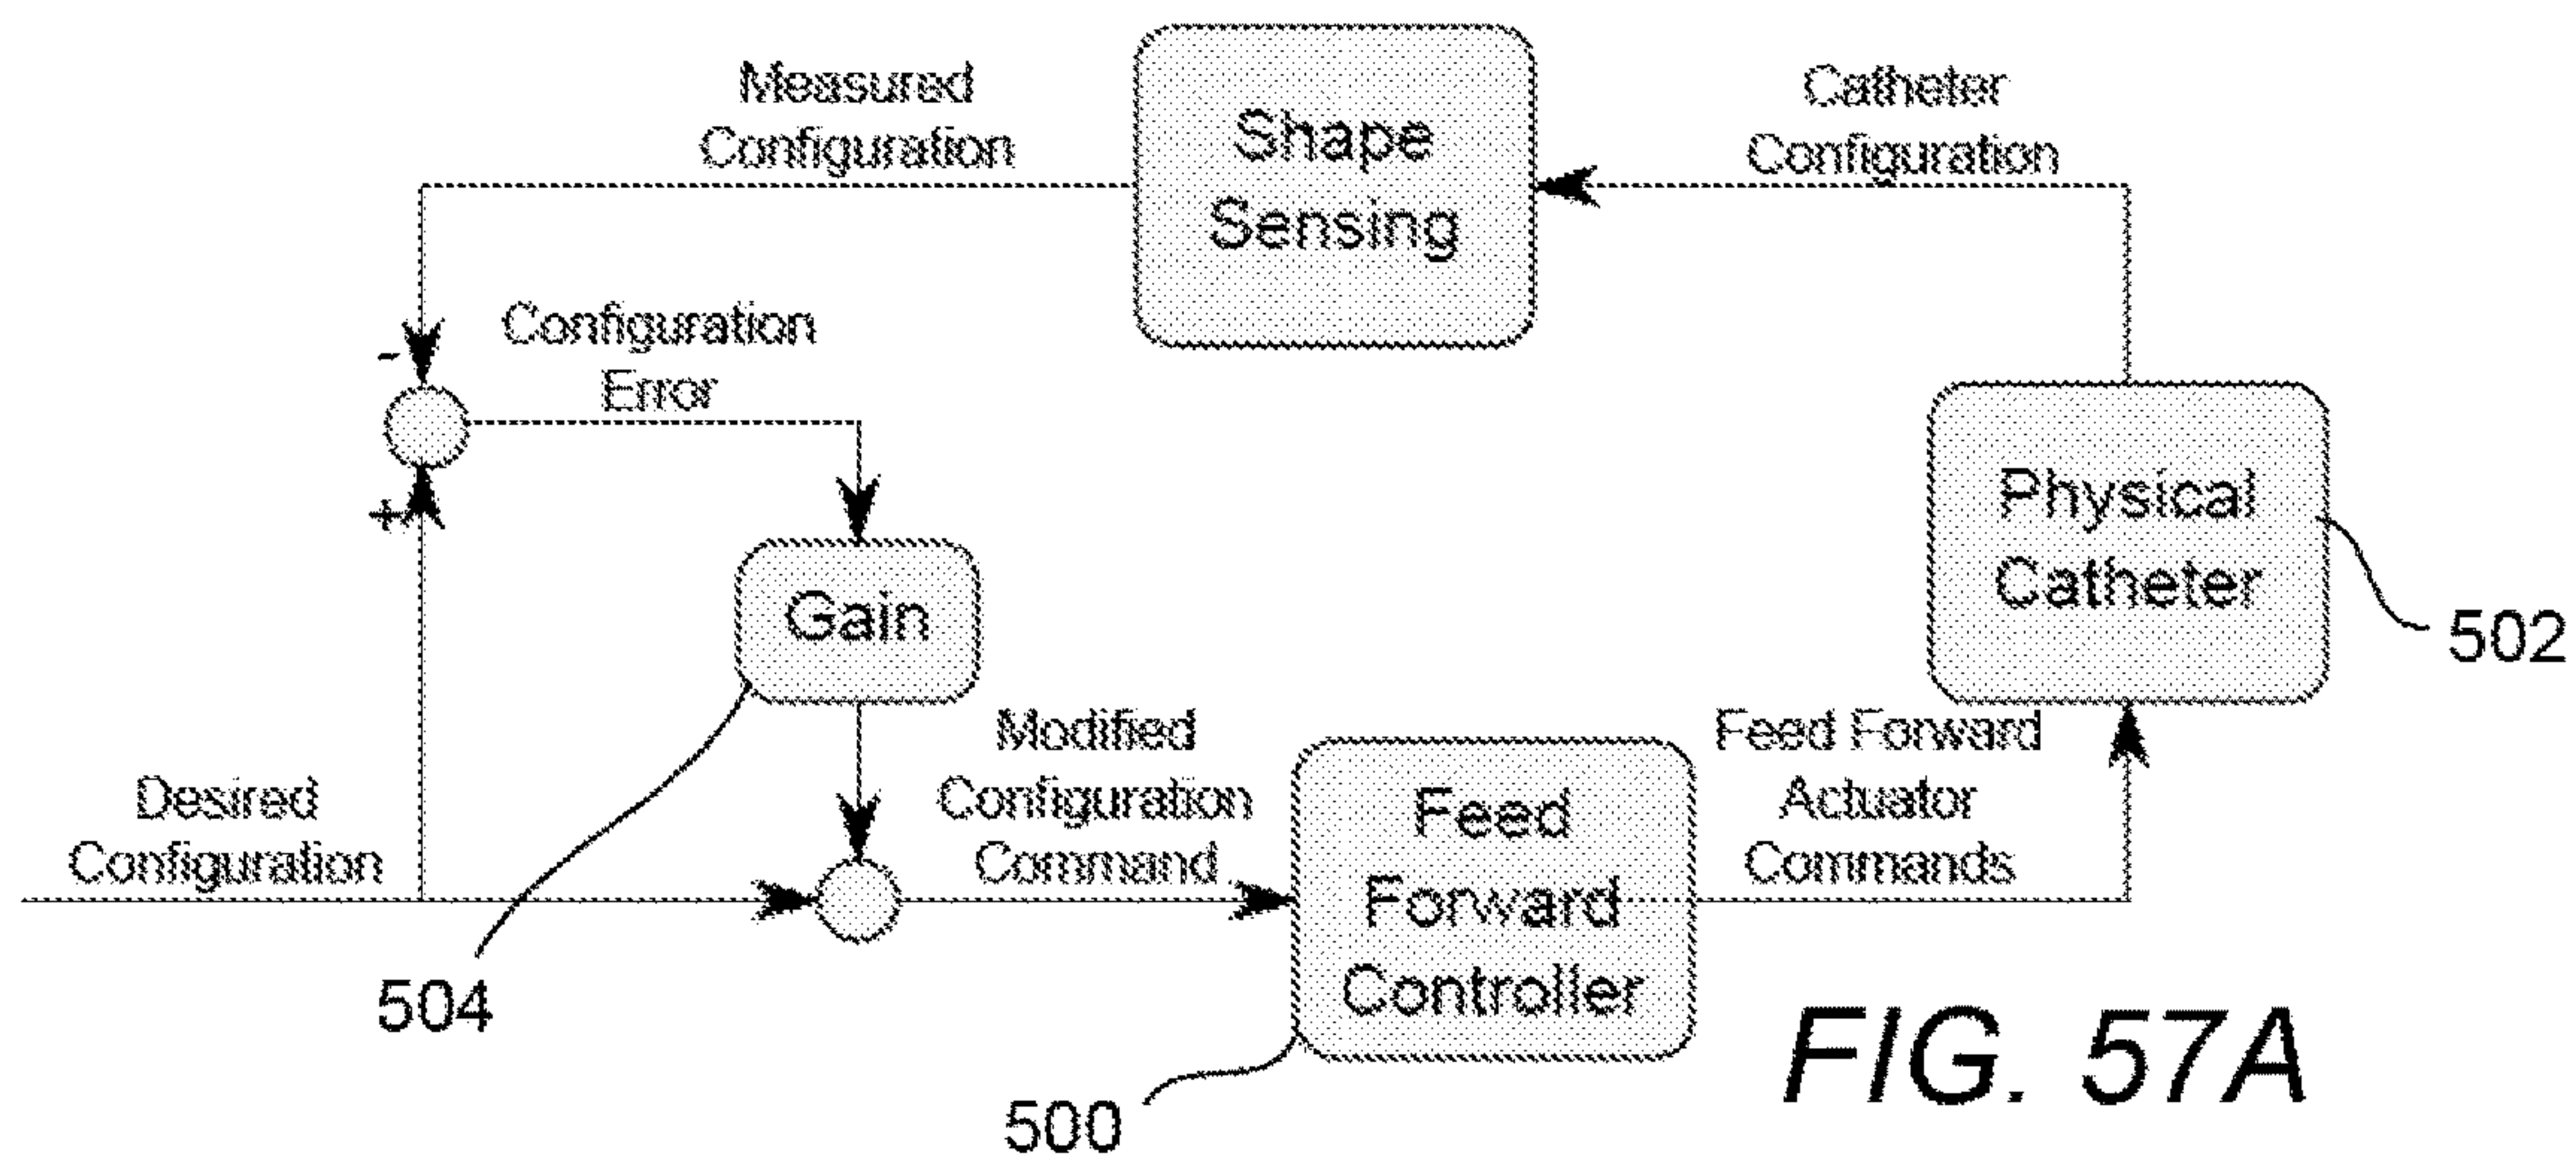 Measured
Configuration
Shape
Sensing
Catheter
Configuration
-
Configuration
Error
+
Gain
Physical
Catheter
502
Desired
Configuration
504
Modified
Configuration
Command
Feed
Forward
Controller
500
Feed Forward
Actuator
Commands
FIG. 57A